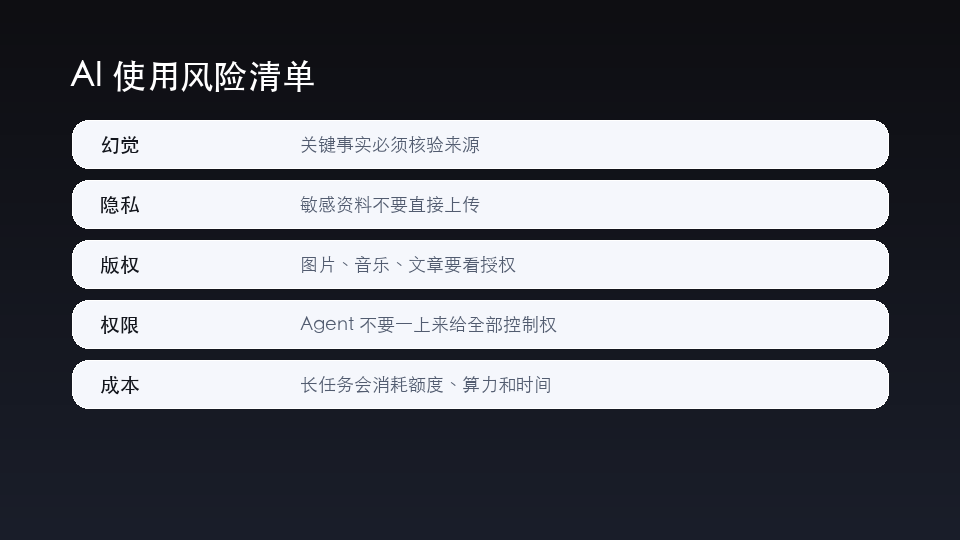 AI 使用风险清单
幻觉 关键事实必须核验来源
隐私 敏感资料不要直接上传
版权 图片、音乐、文章要看授权
权限 Agent 不要一上来给全部控制权
成本 长任务会消耗额度、算力和时间